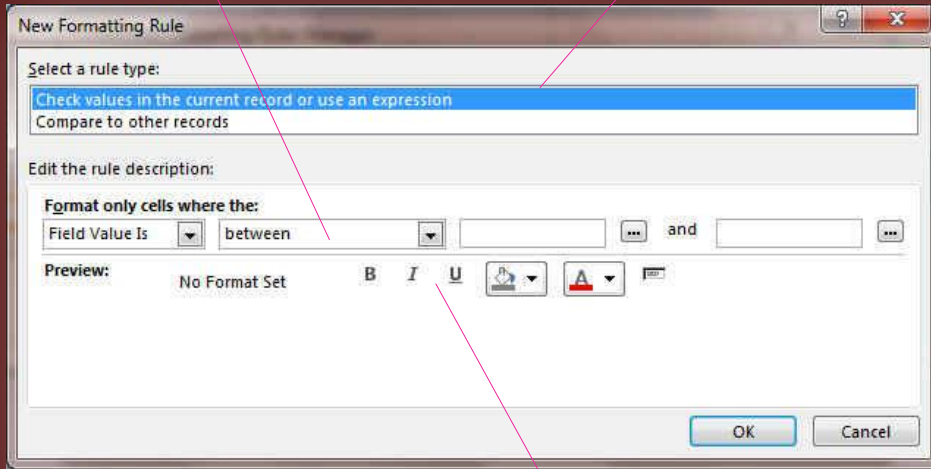 New Formatting Rule
Select a rule type:
Check values in the current record or use an expression
Compare to other records
Edit the rule description:
Format only cells where the:
Field Value Is between ... and ...
Preview: No Format Set B I U A
OK Cancel